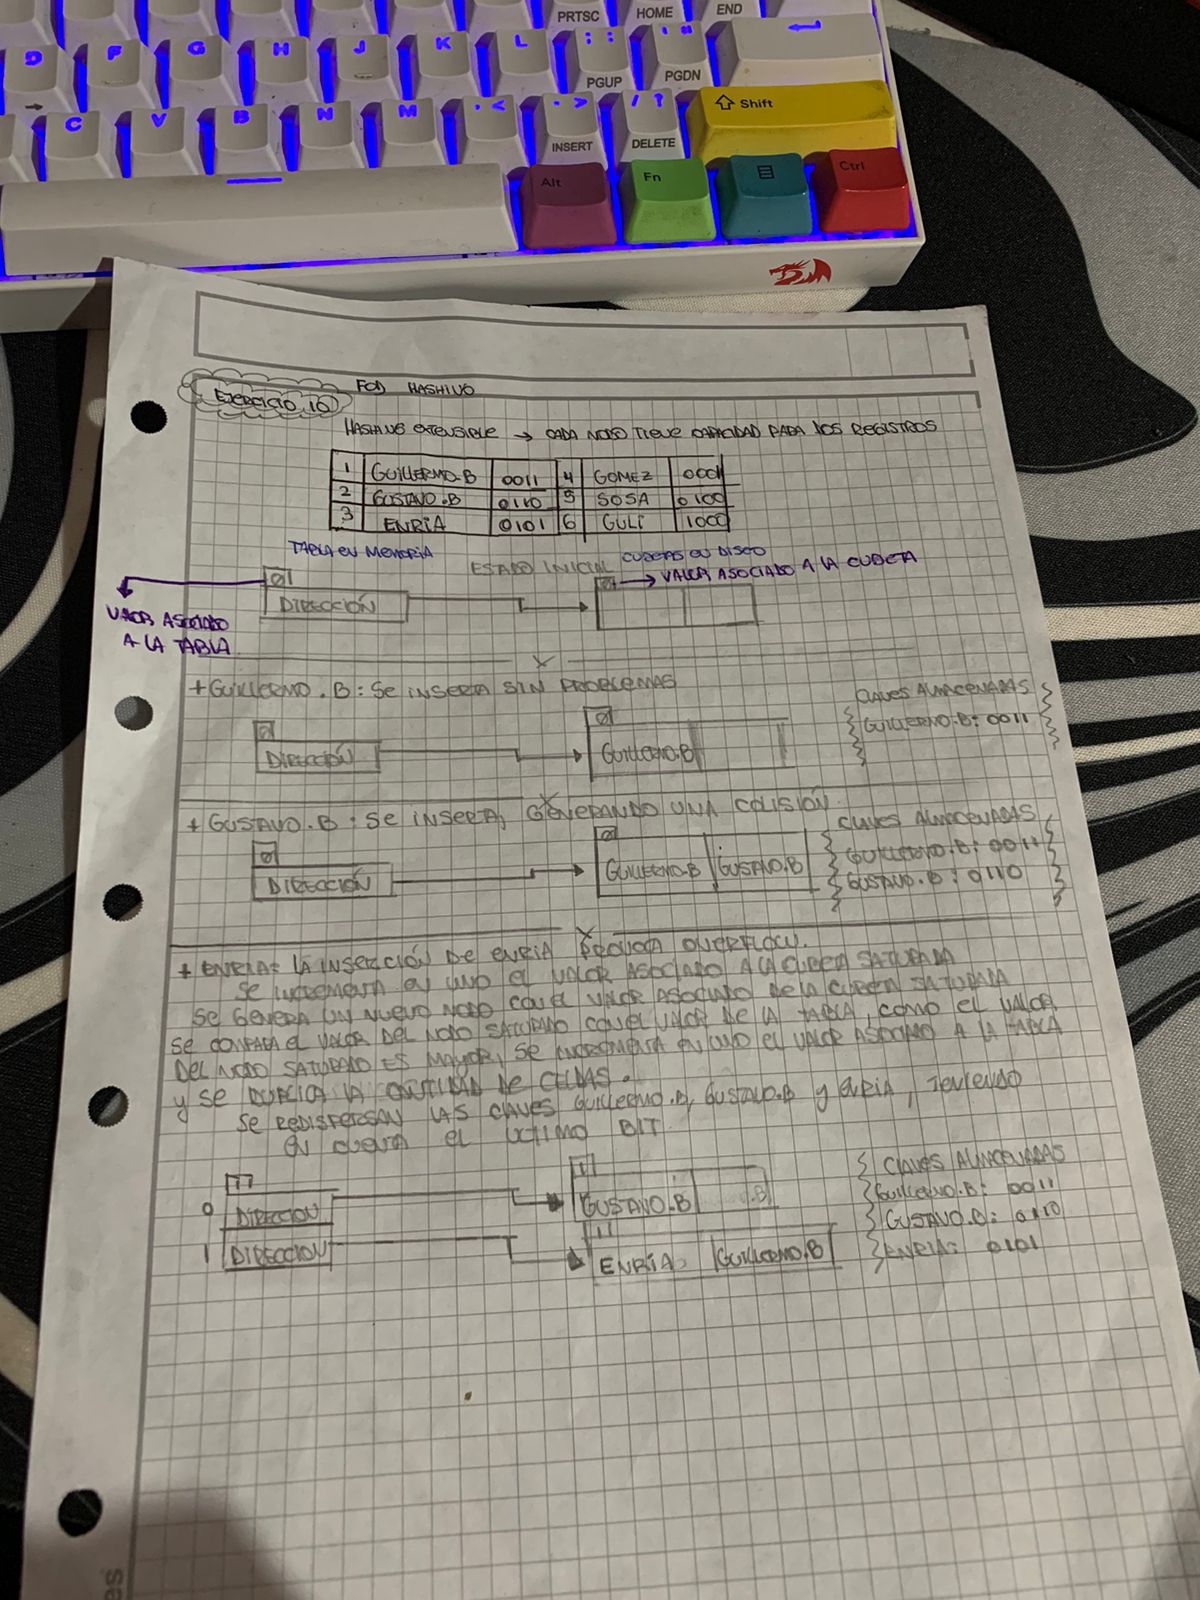 PRTSC HOME END
D F G H J K L : ; ' "
PGUP PGDN
C V B N M , < . > / ? Shift
INSERT DELETE
Alt Fn Ctrl
FOD HASHING
EJERCICIO 10
HASHING EXTENSIBLE → CADA NODO TIENE CAPACIDAD PARA DOS REGISTROS
1 GUILLERMO.B 0011 4 GOMEZ 0001
2 GUSTAVO.B 0110 5 SOSA 0100
3 ENRIA 0101 6 GULI 1000
TABLA EN MEMORIA ESTADO INICIAL CUBETAS EN DISCO
→ VALOR ASOCIADO A LA CUBETA
0 0
DIRECCIÓN
VALOR ASOCIADO
A LA TABLA
+ GUILLERMO.B: SE INSERTA SIN PROBLEMAS
CLAVES ALMACENADAS
0 0 GUILLERMO.B: 0011
DIRECCIÓN GUILLERMO.B
+ GUSTAVO.B: SE INSERTA, GENERANDO UNA COLISIÓN
CLAVES ALMACENADAS
0 0 GUILLERMO.B: 0011
DIRECCIÓN GUILLERMO.B GUSTAVO.B GUSTAVO.B: 0110
+ ENRIA: LA INSERCIÓN DE ENRIA PROVOCA OVERFLOW.
SE INCREMENTA EN UNO EL VALOR ASOCIADO A LA CUBETA SATURADA
SE GENERA UN NUEVO NODO CON EL VALOR ASOCIADO DE LA CUBETA SATURADA
SE COMPARA EL VALOR DEL NODO SATURADO CON EL VALOR DE LA TABLA, COMO EL VALOR
DEL NODO SATURADO ES MAYOR, SE INCREMENTA EN UNO EL VALOR ASOCIADO A LA TABLA
Y SE DUPLICA LA CANTIDAD DE CELDAS.
SE REDISPERSAN LAS CLAVES GUILLERMO.B, GUSTAVO.B Y ENRIA, TENIENDO
EN CUENTA EL ÚLTIMO BIT.
CLAVES ALMACENADAS
1 1 GUILLERMO.B: 0011
0 DIRECCION GUSTAVO.B GUSTAVO.B: 0110
1 DIRECCION 1 ENRIA GUILLERMO.B ENRIA: 0101